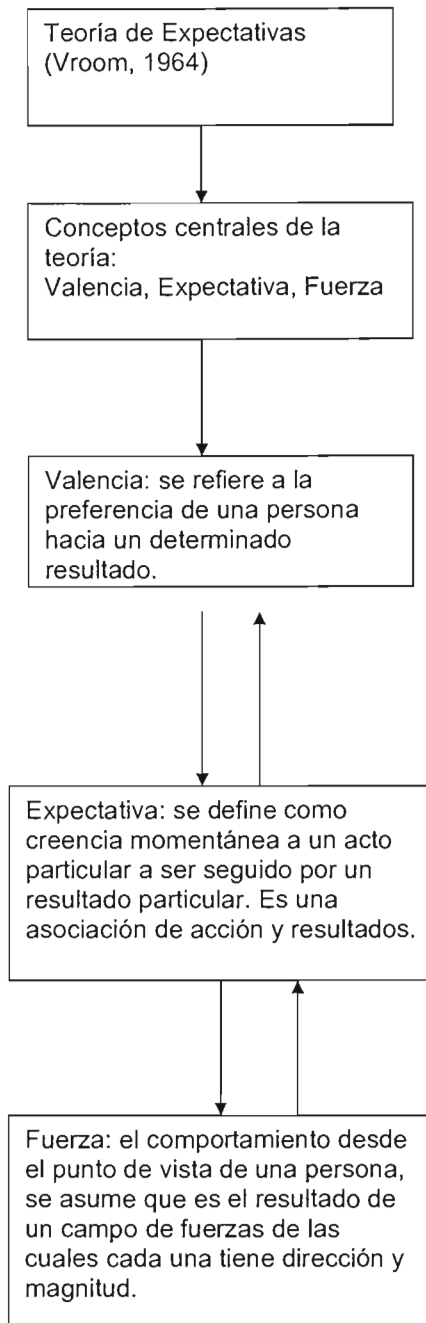 Teoría de Expectativas
(Vroom, 1964)
Conceptos centrales de la
teoría:
Valencia, Expectativa, Fuerza
Valencia: se refiere a la
preferencia de una persona
hacia un determinado
resultado.
Expectativa: se define como
creencia momentánea a un acto
particular a ser seguido por un
resultado particular. Es una
asociación de acción y resultados.
Fuerza: el comportamiento desde
el punto de vista de una persona,
se asume que es el resultado de
un campo de fuerzas de las
cuales cada una tiene dirección y
magnitud.